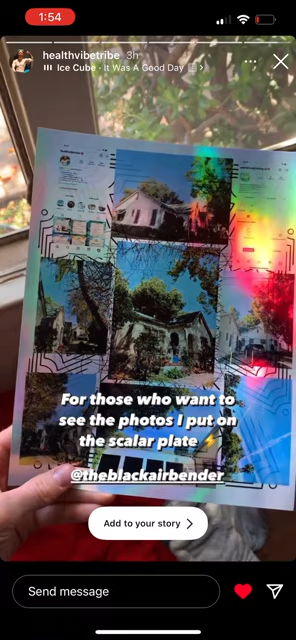 1:54
healthvibetribe 3h
Ice Cube · It Was A Good Day
For those who want to
see the photos I put on
the scalar plate ⚡
@theblackairbender
Add to your story
Send message